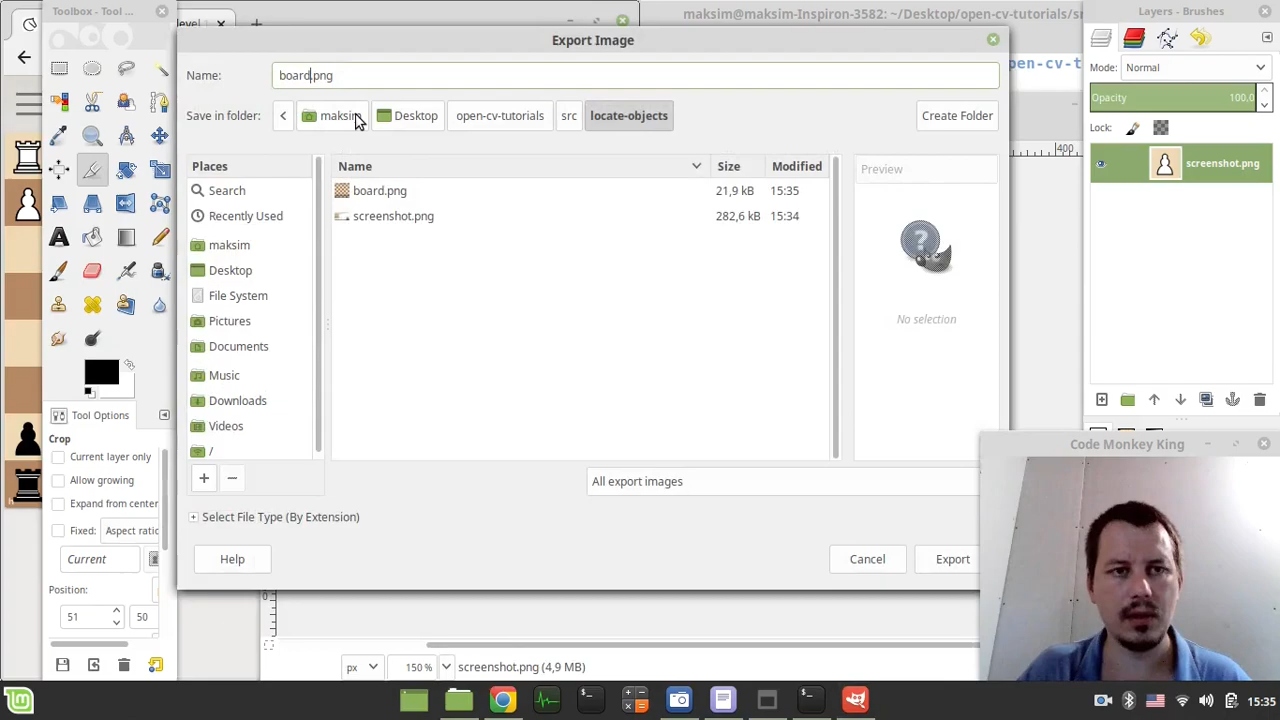 Toolbox - Tool ...
level
maksim@maksim-Inspiron-3582: ~/Desktop/open-cv-tutorials/sr
Layers - Brushes
Export Image
Name:
board.png
pen-cv-t
Mode:
Normal
Save in folder:
maksim
Desktop
open-cv-tutorials
src
locate-objects
Create Folder
Opacity
100,0
Lock:
400
Places
Name
Size
Modified
Preview
screenshot.png
Search
board.png
21,9 kB
15:35
Recently Used
screenshot.png
282,6 kB
15:34
maksim
Desktop
File System
No selection
Pictures
Documents
Music
Downloads
Videos
/
Tool Options
Crop
Current layer only
Allow growing
Expand from center
Fixed:
Aspect ratic
Current
Position:
51
50
All export images
Select File Type (By Extension)
Help
Cancel
Export
Code Monkey King
px
150 %
screenshot.png (4,9 MB)
15:35